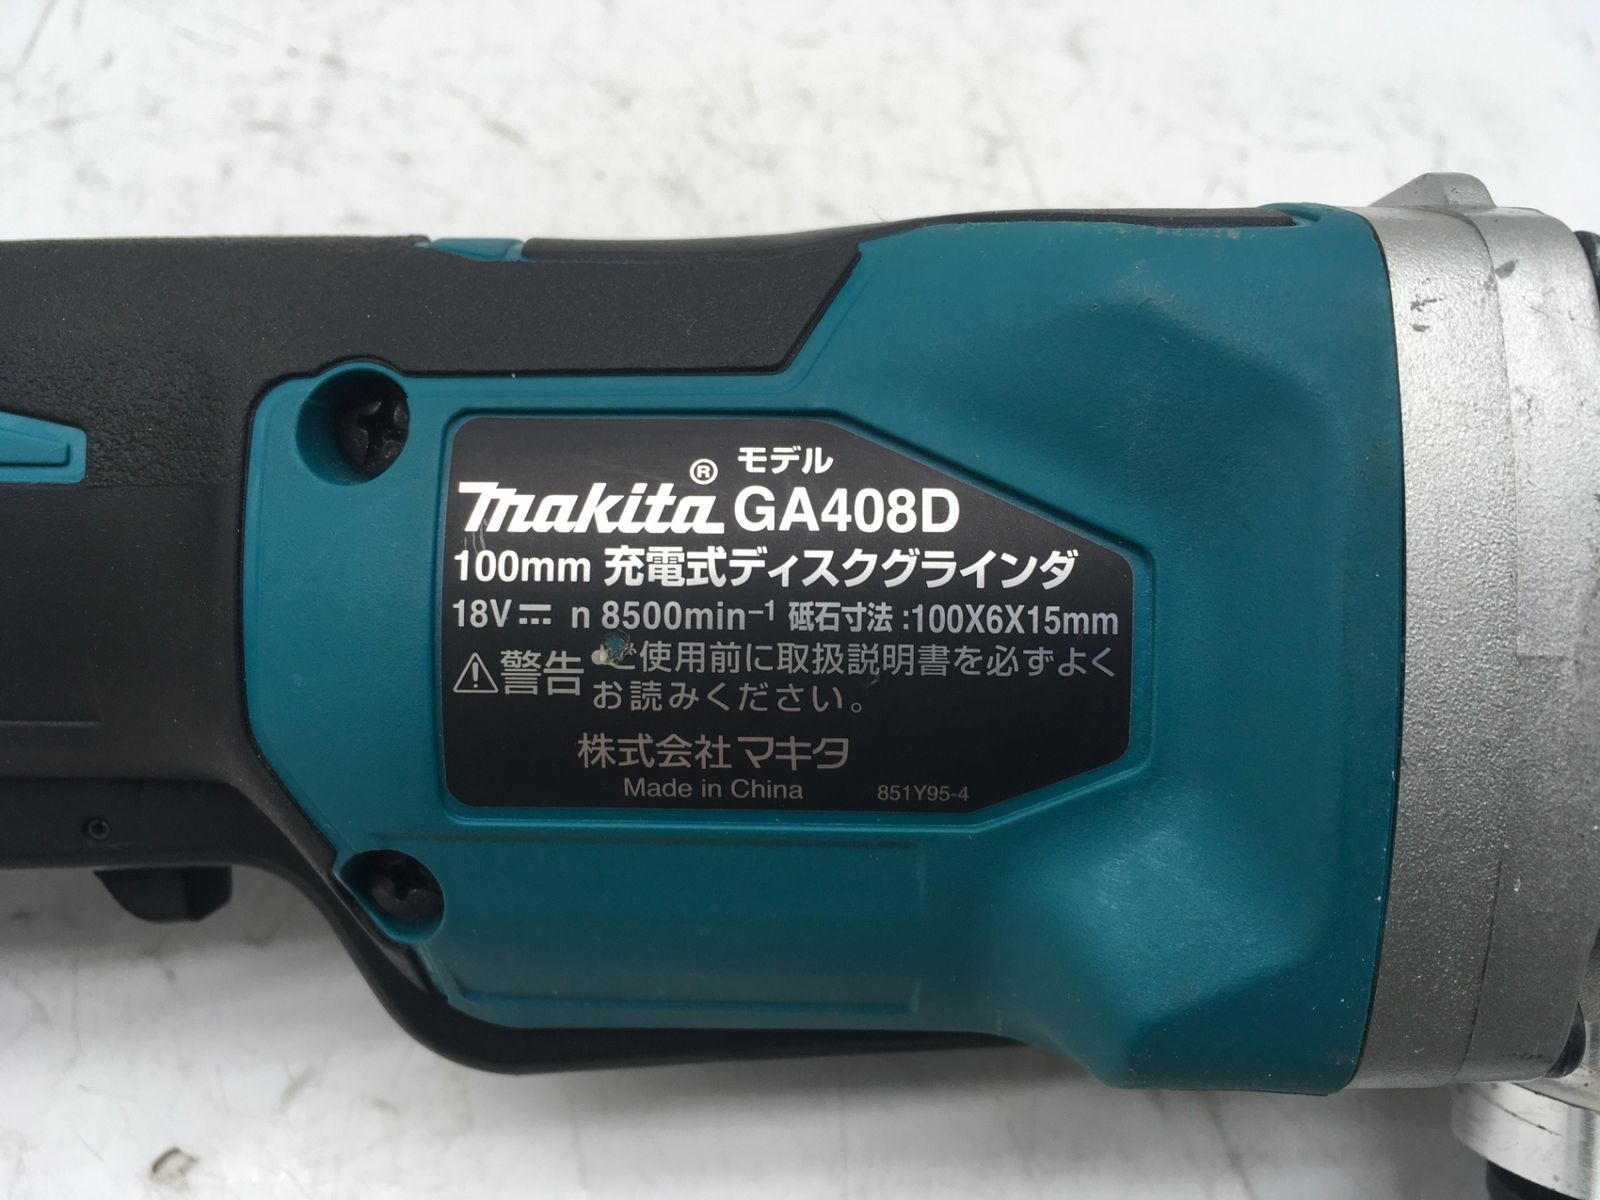 モデル
makita® GA408D
100mm 充電式ディスクグラインダ
18V⎓ n 8500min⁻¹ 砥石寸法:100X6X15mm
⚠警告 ご使用前に取扱説明書を必ずよく
お読みください。
株式会社マキタ
Made in China 851Y95-4